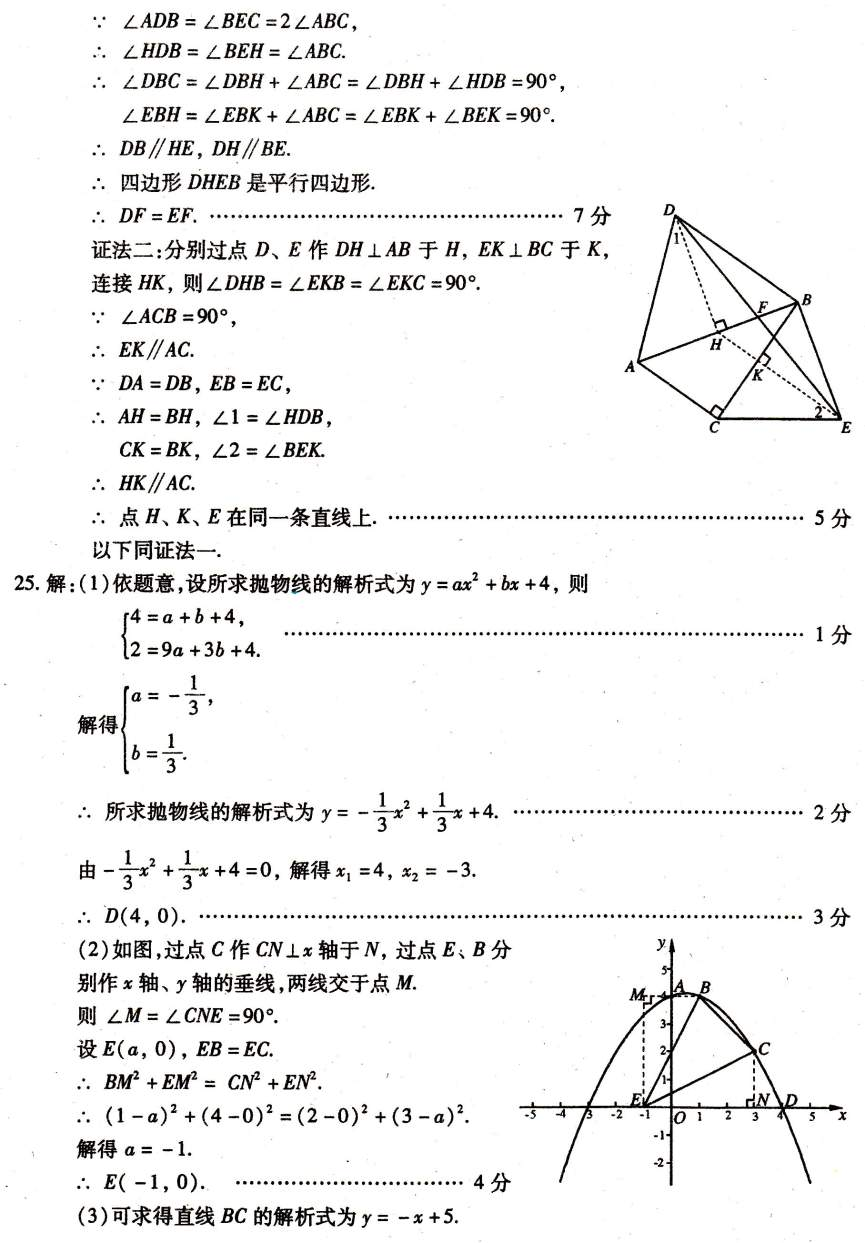 ∵ ∠ADB = ∠BEC = 2∠ABC,
∴ ∠HDB = ∠BEH = ∠ABC.
∴ ∠DBC = ∠DBH + ∠ABC = ∠DBH + ∠HDB = 90°,
∠EBH = ∠EBK + ∠ABC = ∠EBK + ∠BEK = 90°.
∴ DB∥HE, DH∥BE.
∴ 四边形 DHEB 是平行四边形.
∴ DF = EF. …………………………………………… 7 分
证法二:分别过点 D、E 作 DH⊥AB 于 H, EK⊥BC 于 K,
连接 HK, 则∠DHB = ∠EKB = ∠EKC = 90°.
∵ ∠ACB = 90°,
∴ EK∥AC.
∵ DA = DB, EB = EC,
∴ AH = BH, ∠1 = ∠HDB,
CK = BK, ∠2 = ∠BEK.
∴ HK∥AC.
∴ 点 H、K、E 在同一条直线上. …………………………………………… 5 分
以下同证法一.
D
1
F
B
H
A
K
2
C
E
25. 解:(1)依题意,设所求抛物线的解析式为 y = ax² + bx + 4, 则
{4 = a + b + 4,
2 = 9a + 3b + 4. …………………………………………… 1 分
解得{a = -1/3,
b = 1/3.
∴ 所求抛物线的解析式为 y = -1/3x² + 1/3x + 4. ……………………………… 2 分
由 -1/3x² + 1/3x + 4 = 0, 解得 x₁ = 4, x₂ = -3.
∴ D(4, 0). …………………………………………… 3 分
(2)如图,过点 C 作 CN⊥x 轴于 N, 过点 E、B 分
别作 x 轴、y 轴的垂线,两线交于点 M.
则 ∠M = ∠CNE = 90°.
设 E(a, 0), EB = EC.
∴ BM² + EM² = CN² + EN².
∴ (1 - a)² + (4 - 0)² = (2 - 0)² + (3 - a)².
解得 a = -1.
∴ E( -1, 0). …………………………… 4 分
(3)可求得直线 BC 的解析式为 y = -x + 5.
y
5
M 4 A B
3
2 C
1
E N D
-5 -4 -3 -2 -1 O 1 2 3 4 5 x
-1
-2